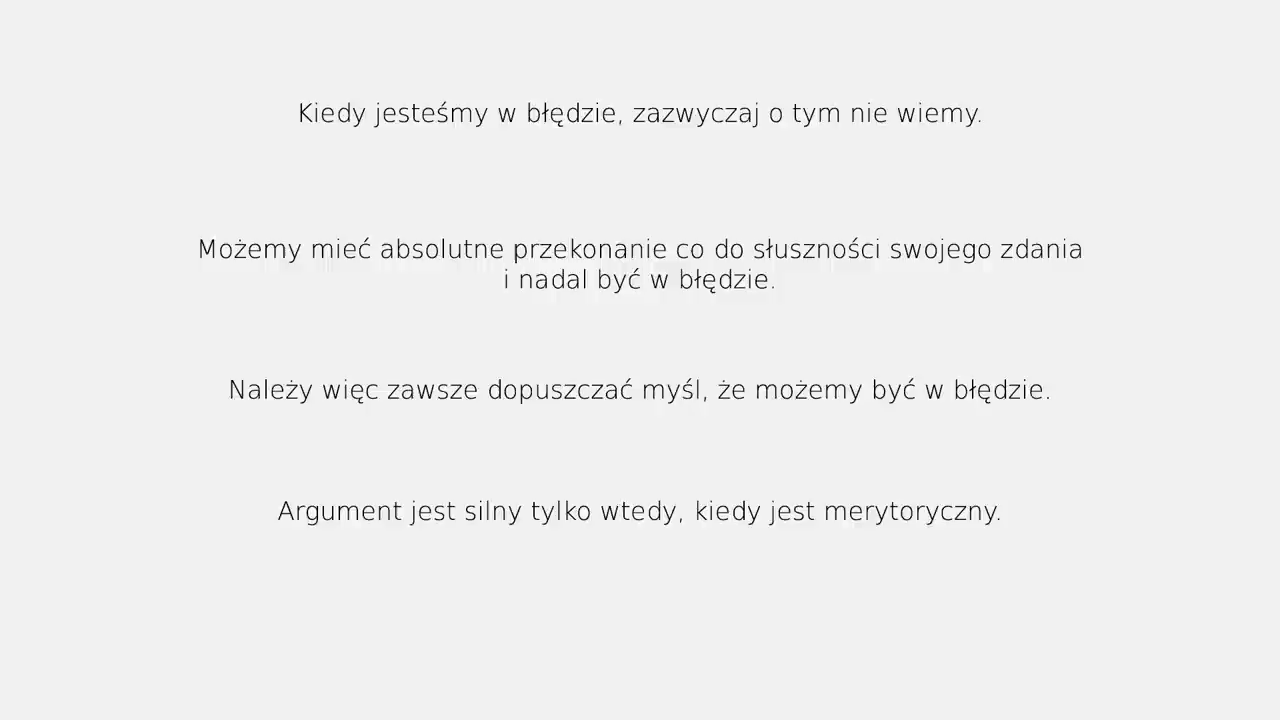 Kiedy jesteśmy w błędzie, zazwyczaj o tym nie wiemy.
Możemy mieć absolutne przekonanie co do słuszności swojego zdania
i nadal być w błędzie.
Należy więc zawsze dopuszczać myśl, że możemy być w błędzie.
Argument jest silny tylko wtedy, kiedy jest merytoryczny.